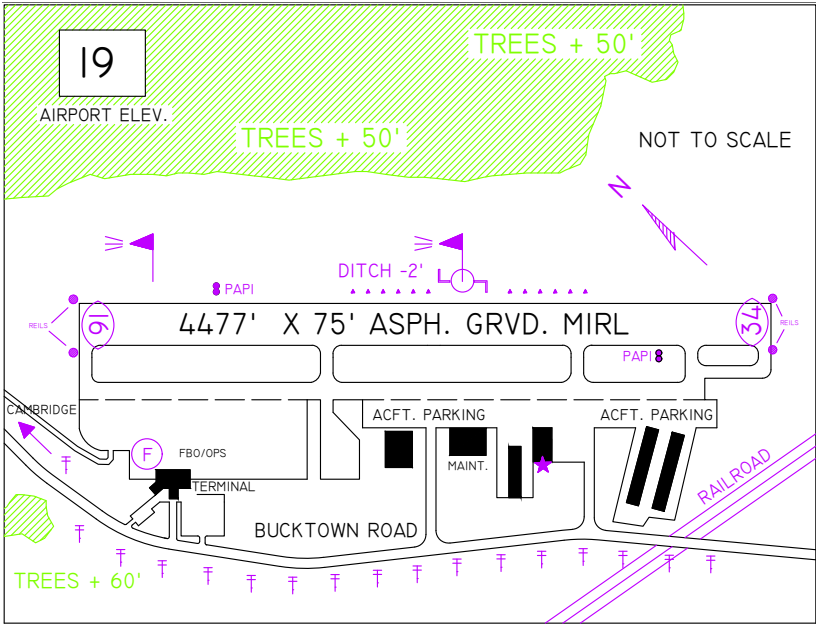 TREES + 50'
19
AIRPORT ELEV.
TREES + 50'
NOT TO SCALE
N
DITCH -2'
PAPI
REILS
16
4477' X 75' ASPH. GRVD. MIRL
34
REILS
PAPI
CAMBRIDGE
ACFT. PARKING
ACFT. PARKING
F
FBO/OPS
MAINT.
TERMINAL
RAILROAD
BUCKTOWN ROAD
TREES + 60'